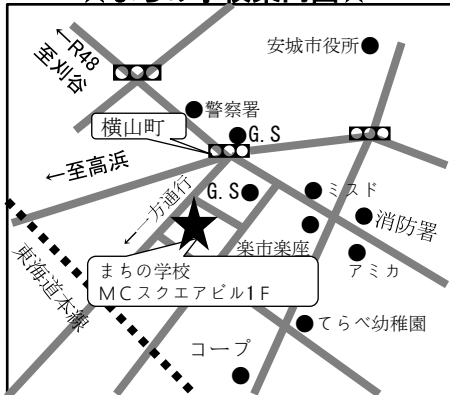 ☆まちの学校案内図☆
安城市役所
←R48
至刈谷
警察署
横山町
G.S
←至高浜
←一方通行
G.S
ミスド
消防署
楽市楽座
アミカ
東海道本線
まちの学校
MCスクエアビル1F
てらべ幼稚園
コープ